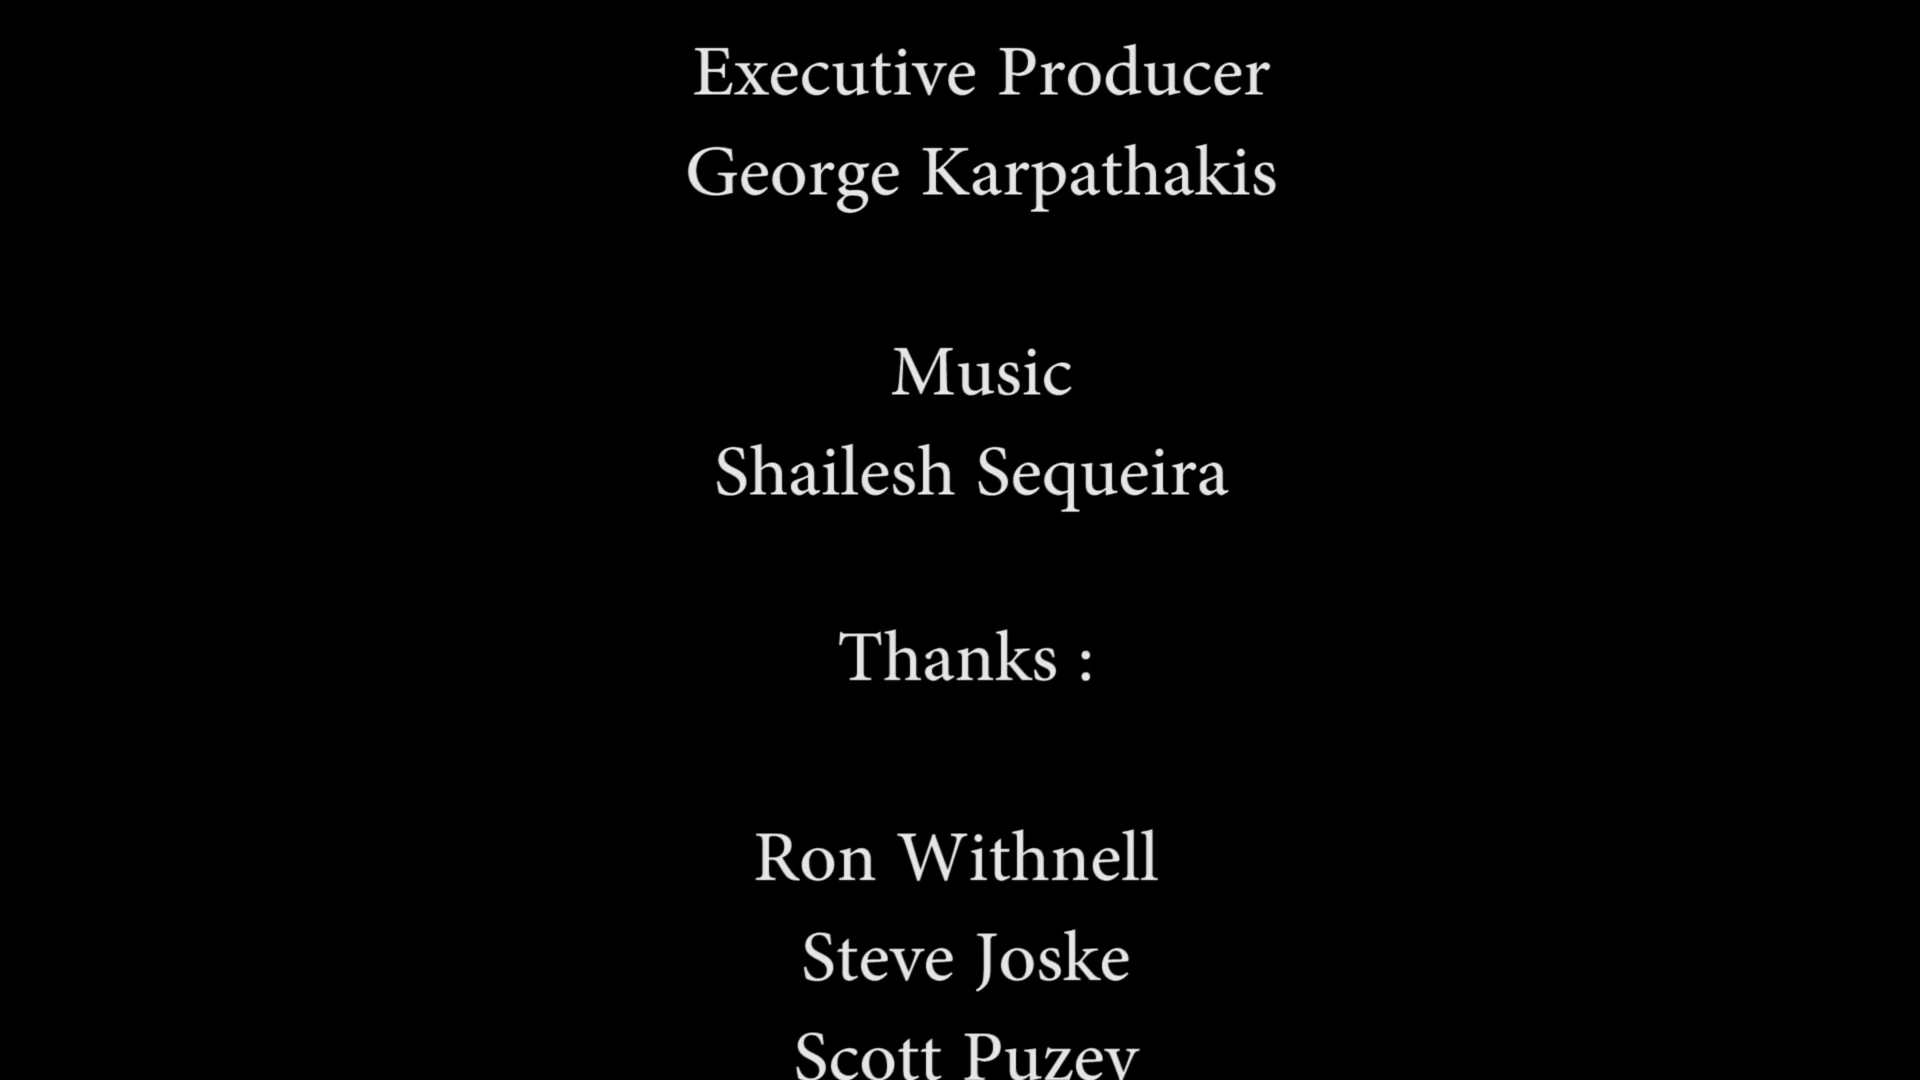 Executive Producer
George Karpathakis
Music
Shailesh Sequeira
Thanks :
Ron Withnell
Steve Joske
Scott Puzey